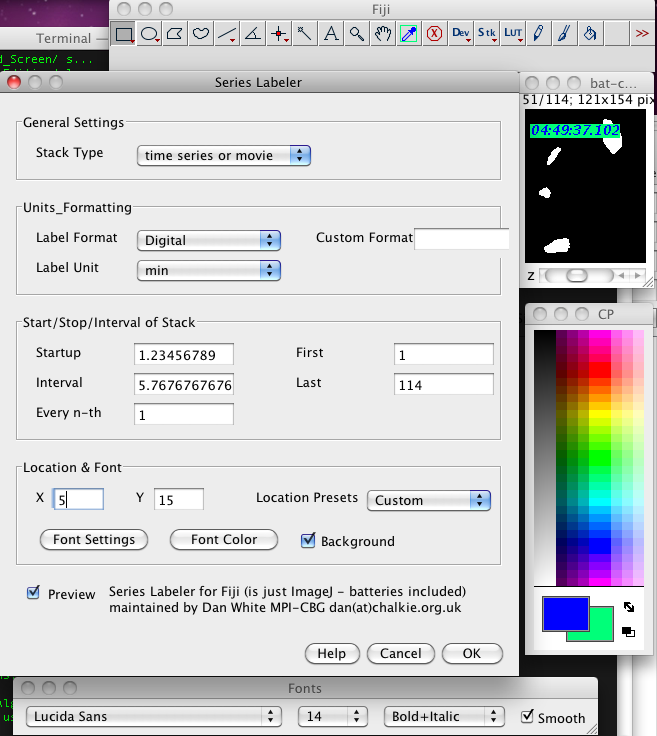 Fiji
Terminal —
d_Screen/ s...
Dev Stk LUT >>
Series Labeler
bat-c...
51/114; 121x154 pix
04:49:37.102
General Settings
Stack Type time series or movie
Units_Formatting
Label Format Digital Custom Format
Label Unit min
z
CP
Start/Stop/Interval of Stack
Startup 1.23456789 First 1
Interval 5.7676767676 Last 114
Every n-th 1
Location & Font
X 5 Y 15 Location Presets Custom
Font Settings Font Color Background
Preview Series Labeler for Fiji (is just ImageJ - batteries included)
maintained by Dan White MPI-CBG dan(at)chalkie.org.uk
Help Cancel OK
Fonts
Lucida Sans 14 Bold+Italic Smooth